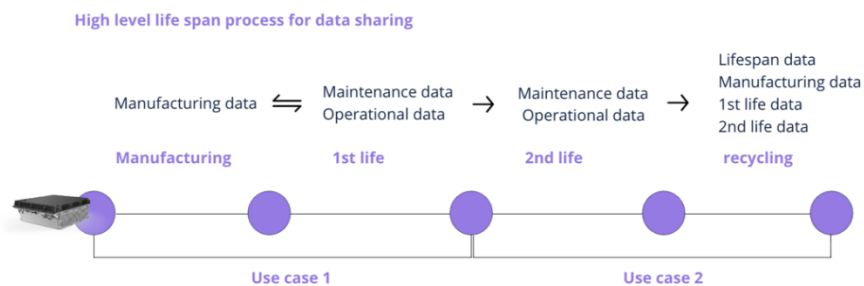 High level life span process for data sharing
Manufacturing data
Maintenance data
Operational data
Maintenance data
Operational data
Lifespan data
Manufacturing data
1st life data
2nd life data
Manufacturing
1st life
2nd life
recycling
Use case 1
Use case 2